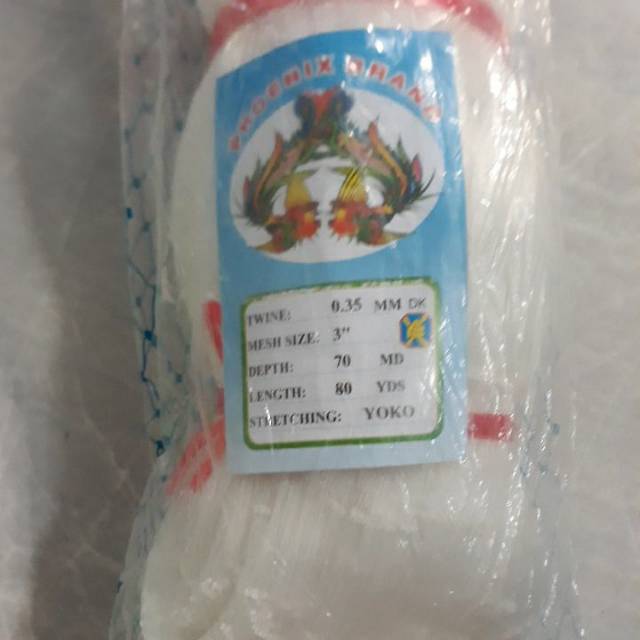 PHOENIX BRAND
TWINE: 0.35 MM DK
MESH SIZE: 3"
DEPTH: 70 MD
LENGTH: 80 YDS
STRETCHING: YOKO